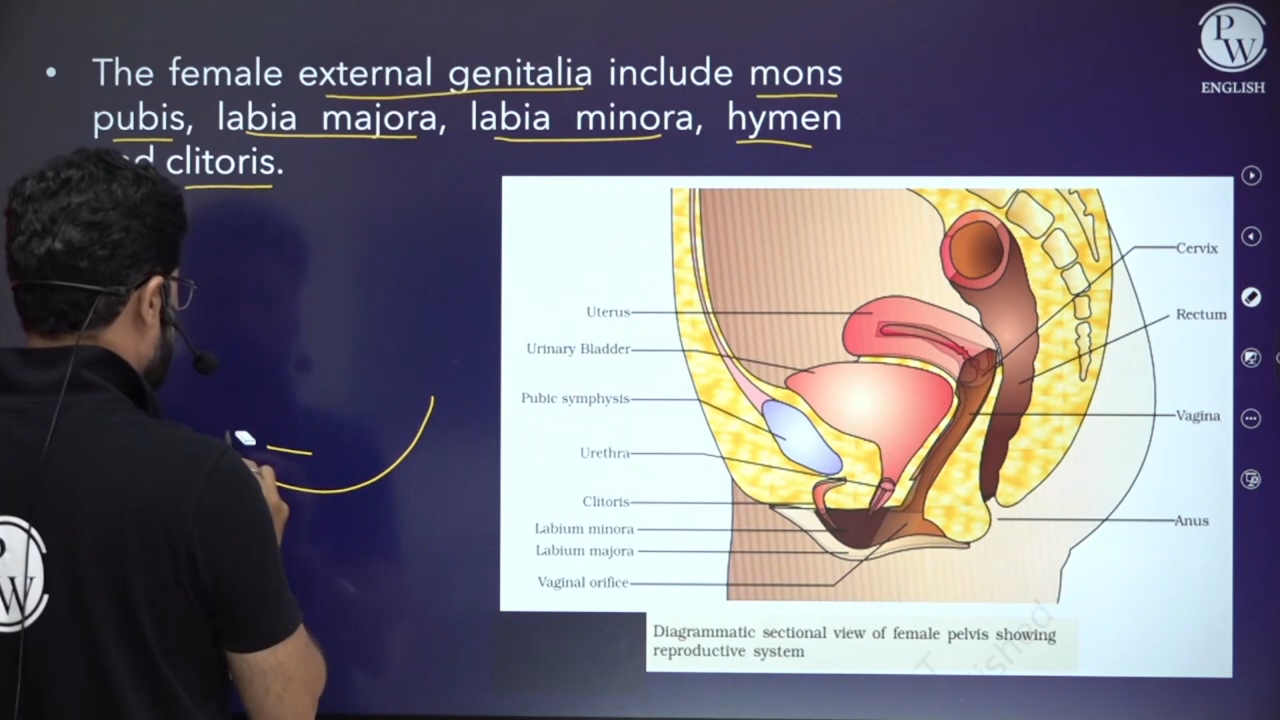 The female external genitalia include mons
pubis, labia majora, labia minora, hymen
clitoris.
PW
ENGLISH
Cervix
Uterus
Rectum
Urinary Bladder
Pubic symphysis
Vagina
Urethra
Clitoris
Anus
Labium minora
Labium majora
Vaginal orifice
Diagrammatic sectional view of female pelvis showing
reproductive system
PW